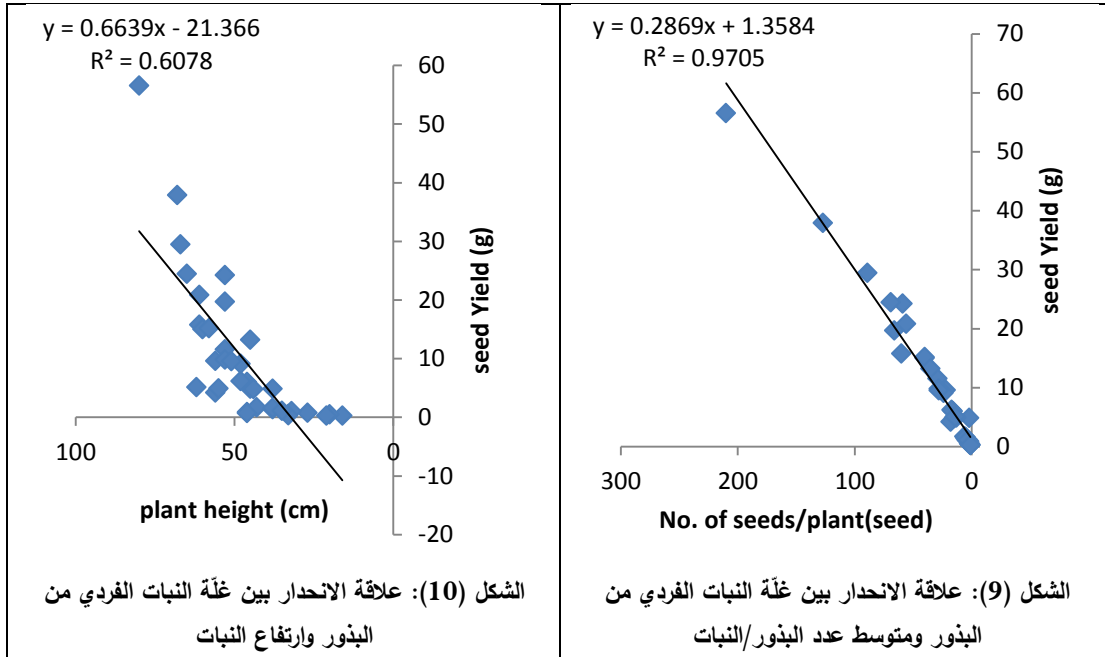 y = 0.2869x + 1.3584
R² = 0.9705
70
60
50
40
30
20
10
0
seed Yield (g)
300
200
100
0
No. of seeds/plant(seed)
الشكل (9): علاقة الانحدار بين غلّة النبات الفردي من
البذور ومتوسط عدد البذور/النبات
y = 0.6639x - 21.366
R² = 0.6078
60
50
40
30
20
10
0
-10
-20
seed Yield (g)
100
50
0
plant height (cm)
الشكل (10): علاقة الانحدار بين غلّة النبات الفردي من
البذور وارتفاع النبات